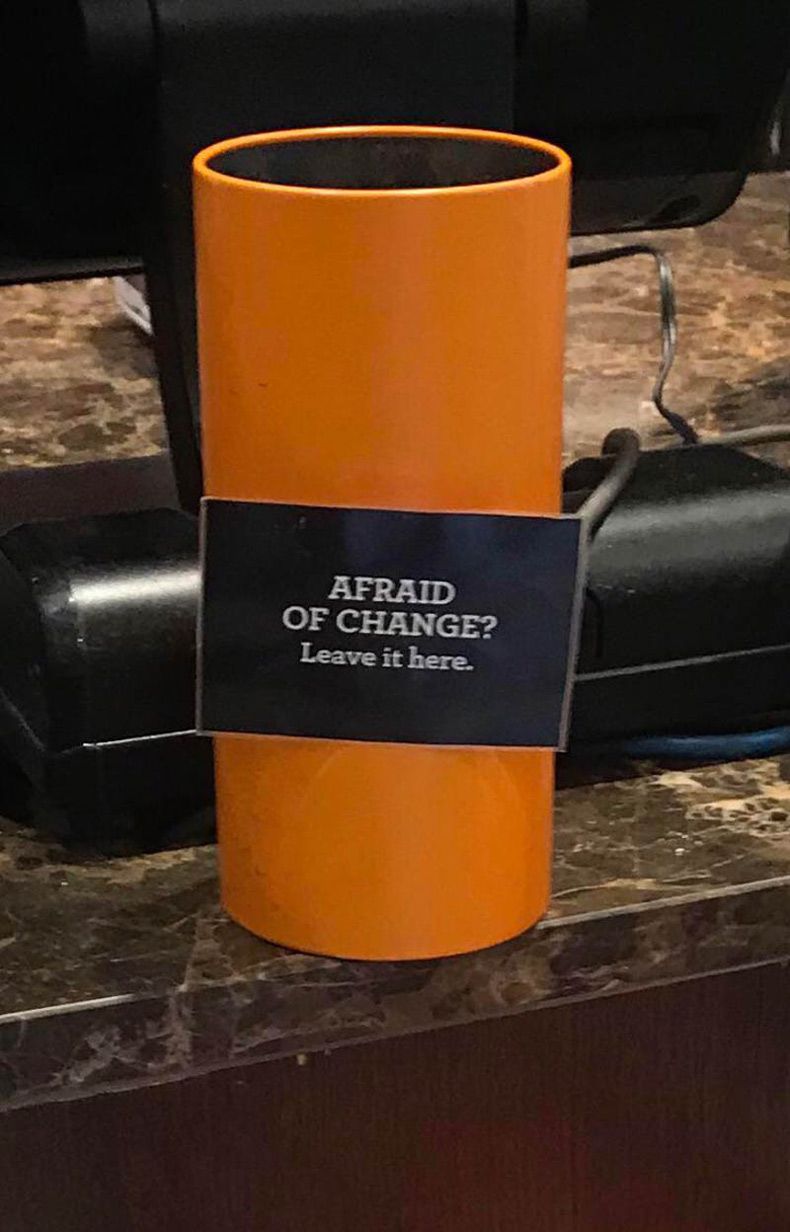 AFRAID
OF CHANGE?
Leave it here.